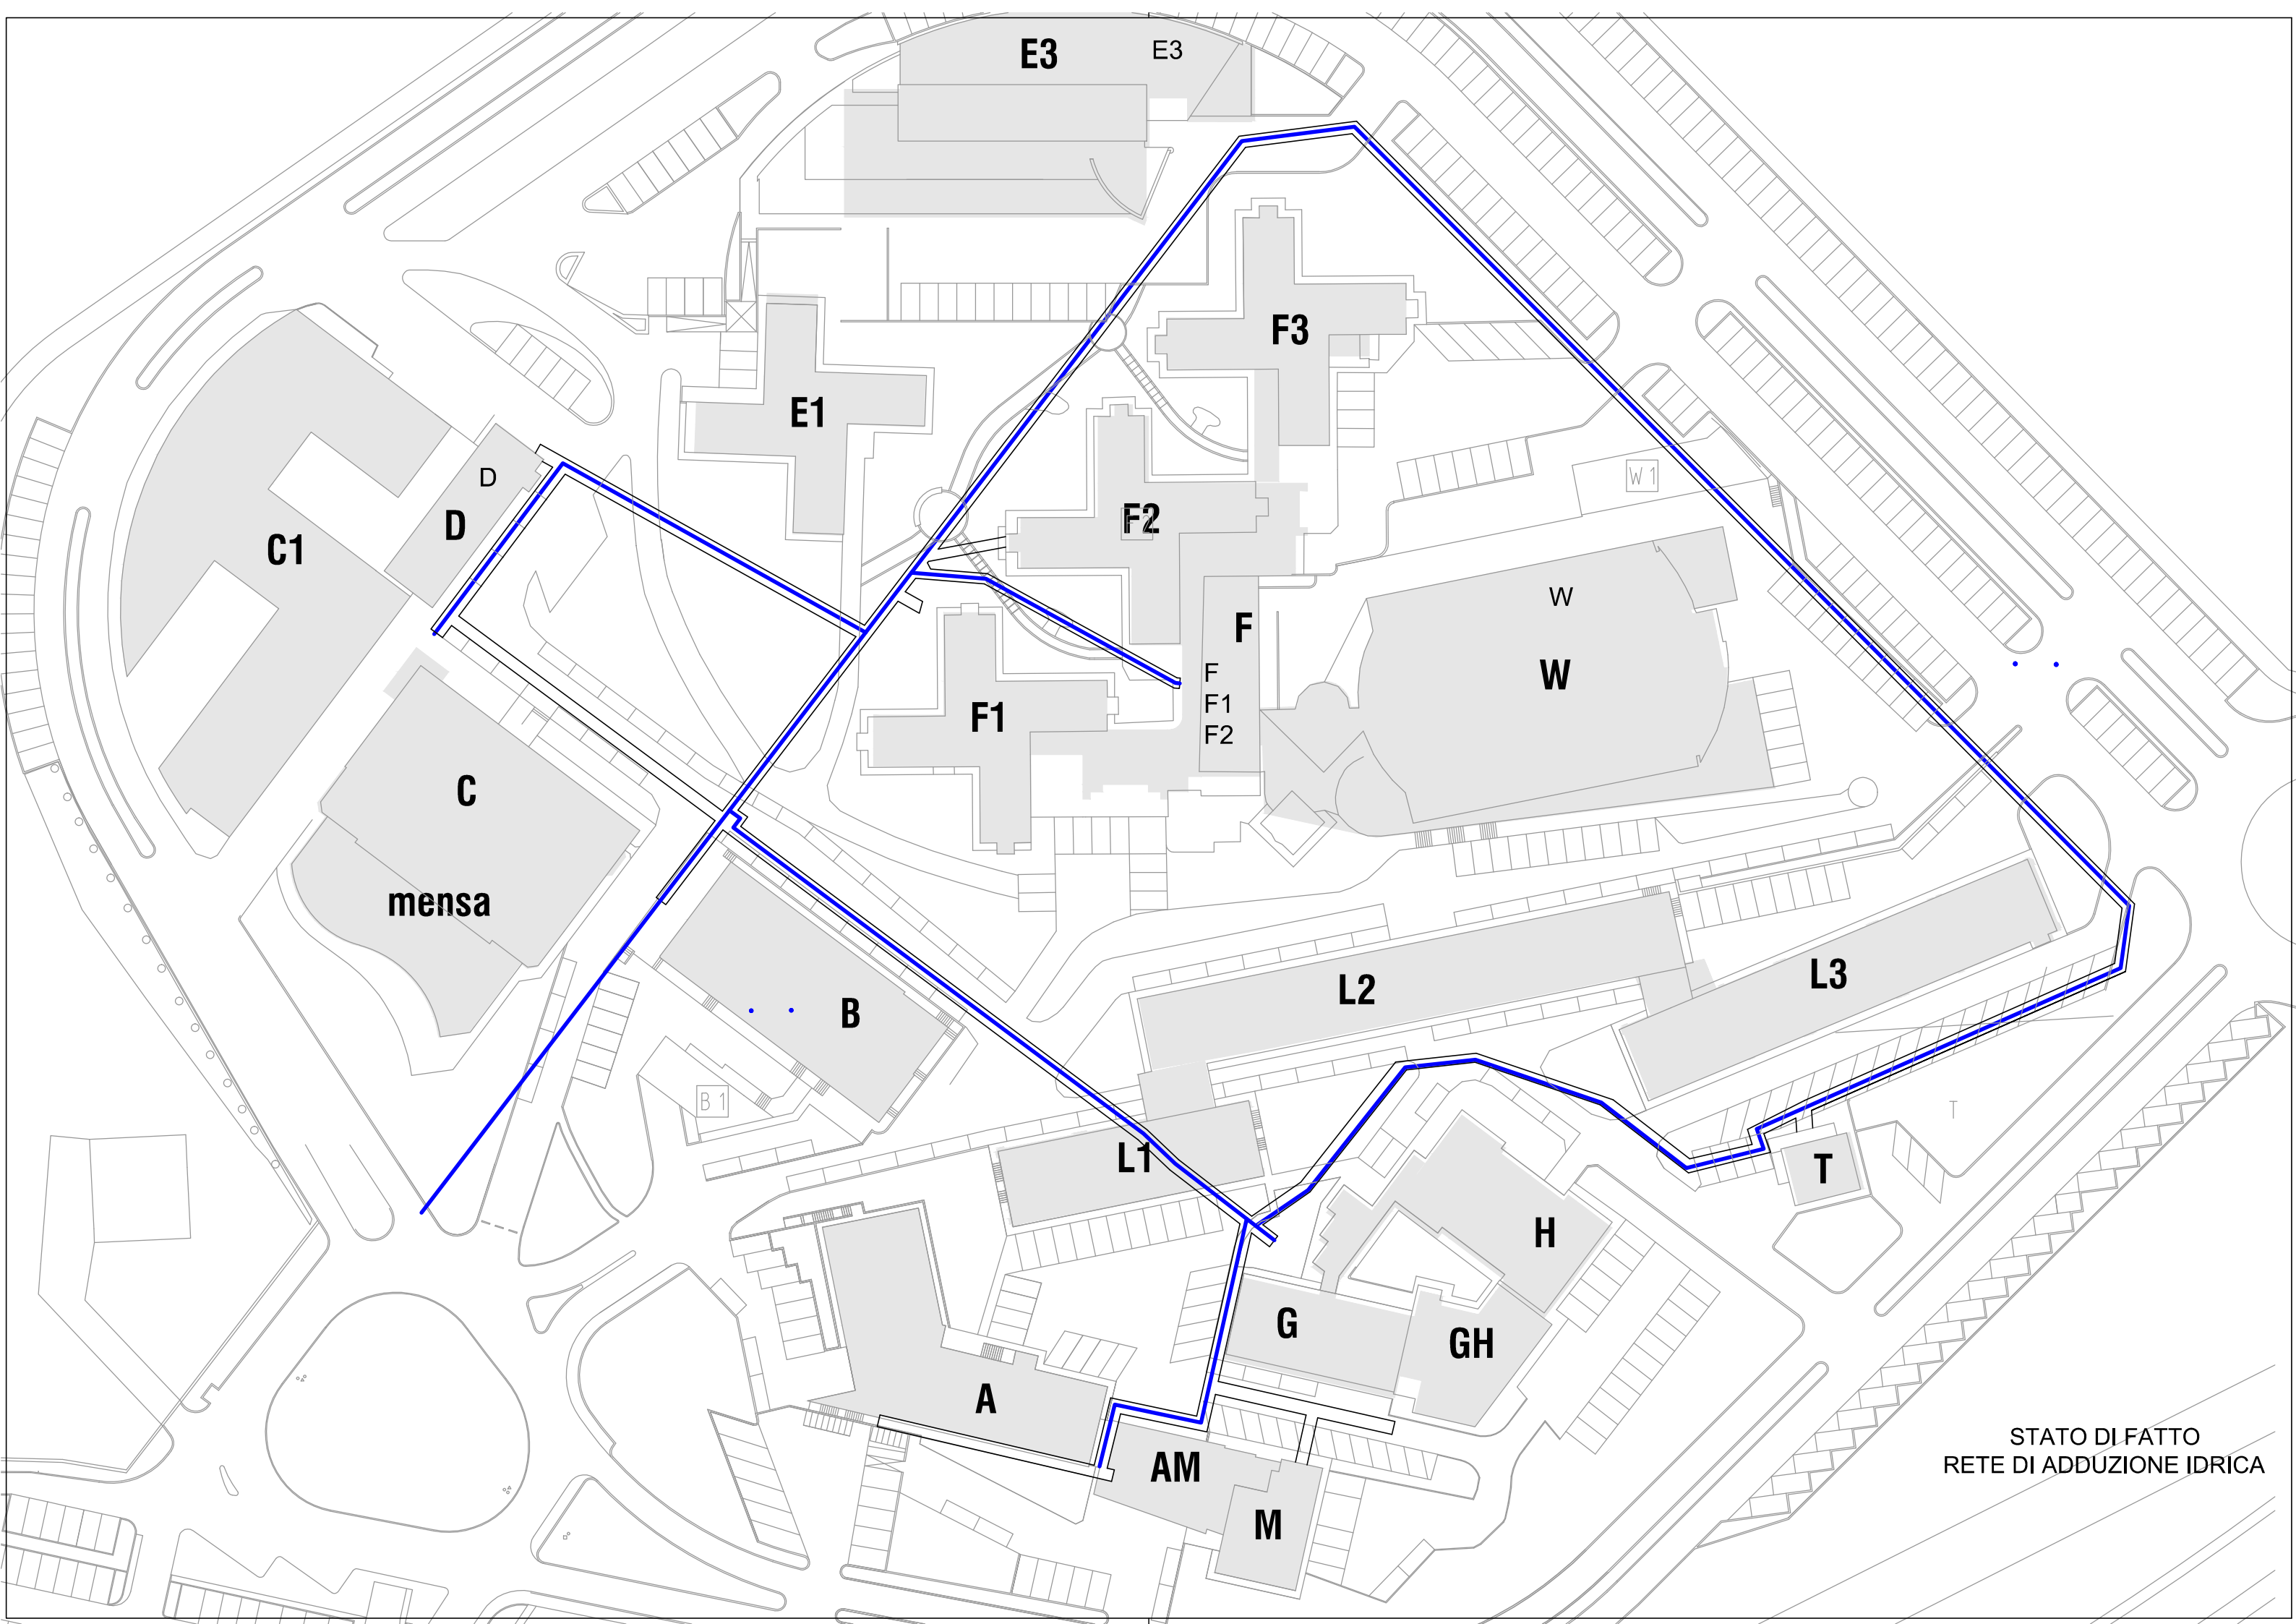 E3
E3
F3
E1
W 1
D
F2
D
C1
W
F
F
W
F1
F1
F2
C
mensa
L3
L2
B
B 1
T
L1
T
H
G
GH
A
STATO DI FATTO
RETE DI ADDUZIONE IDRICA
AM
M